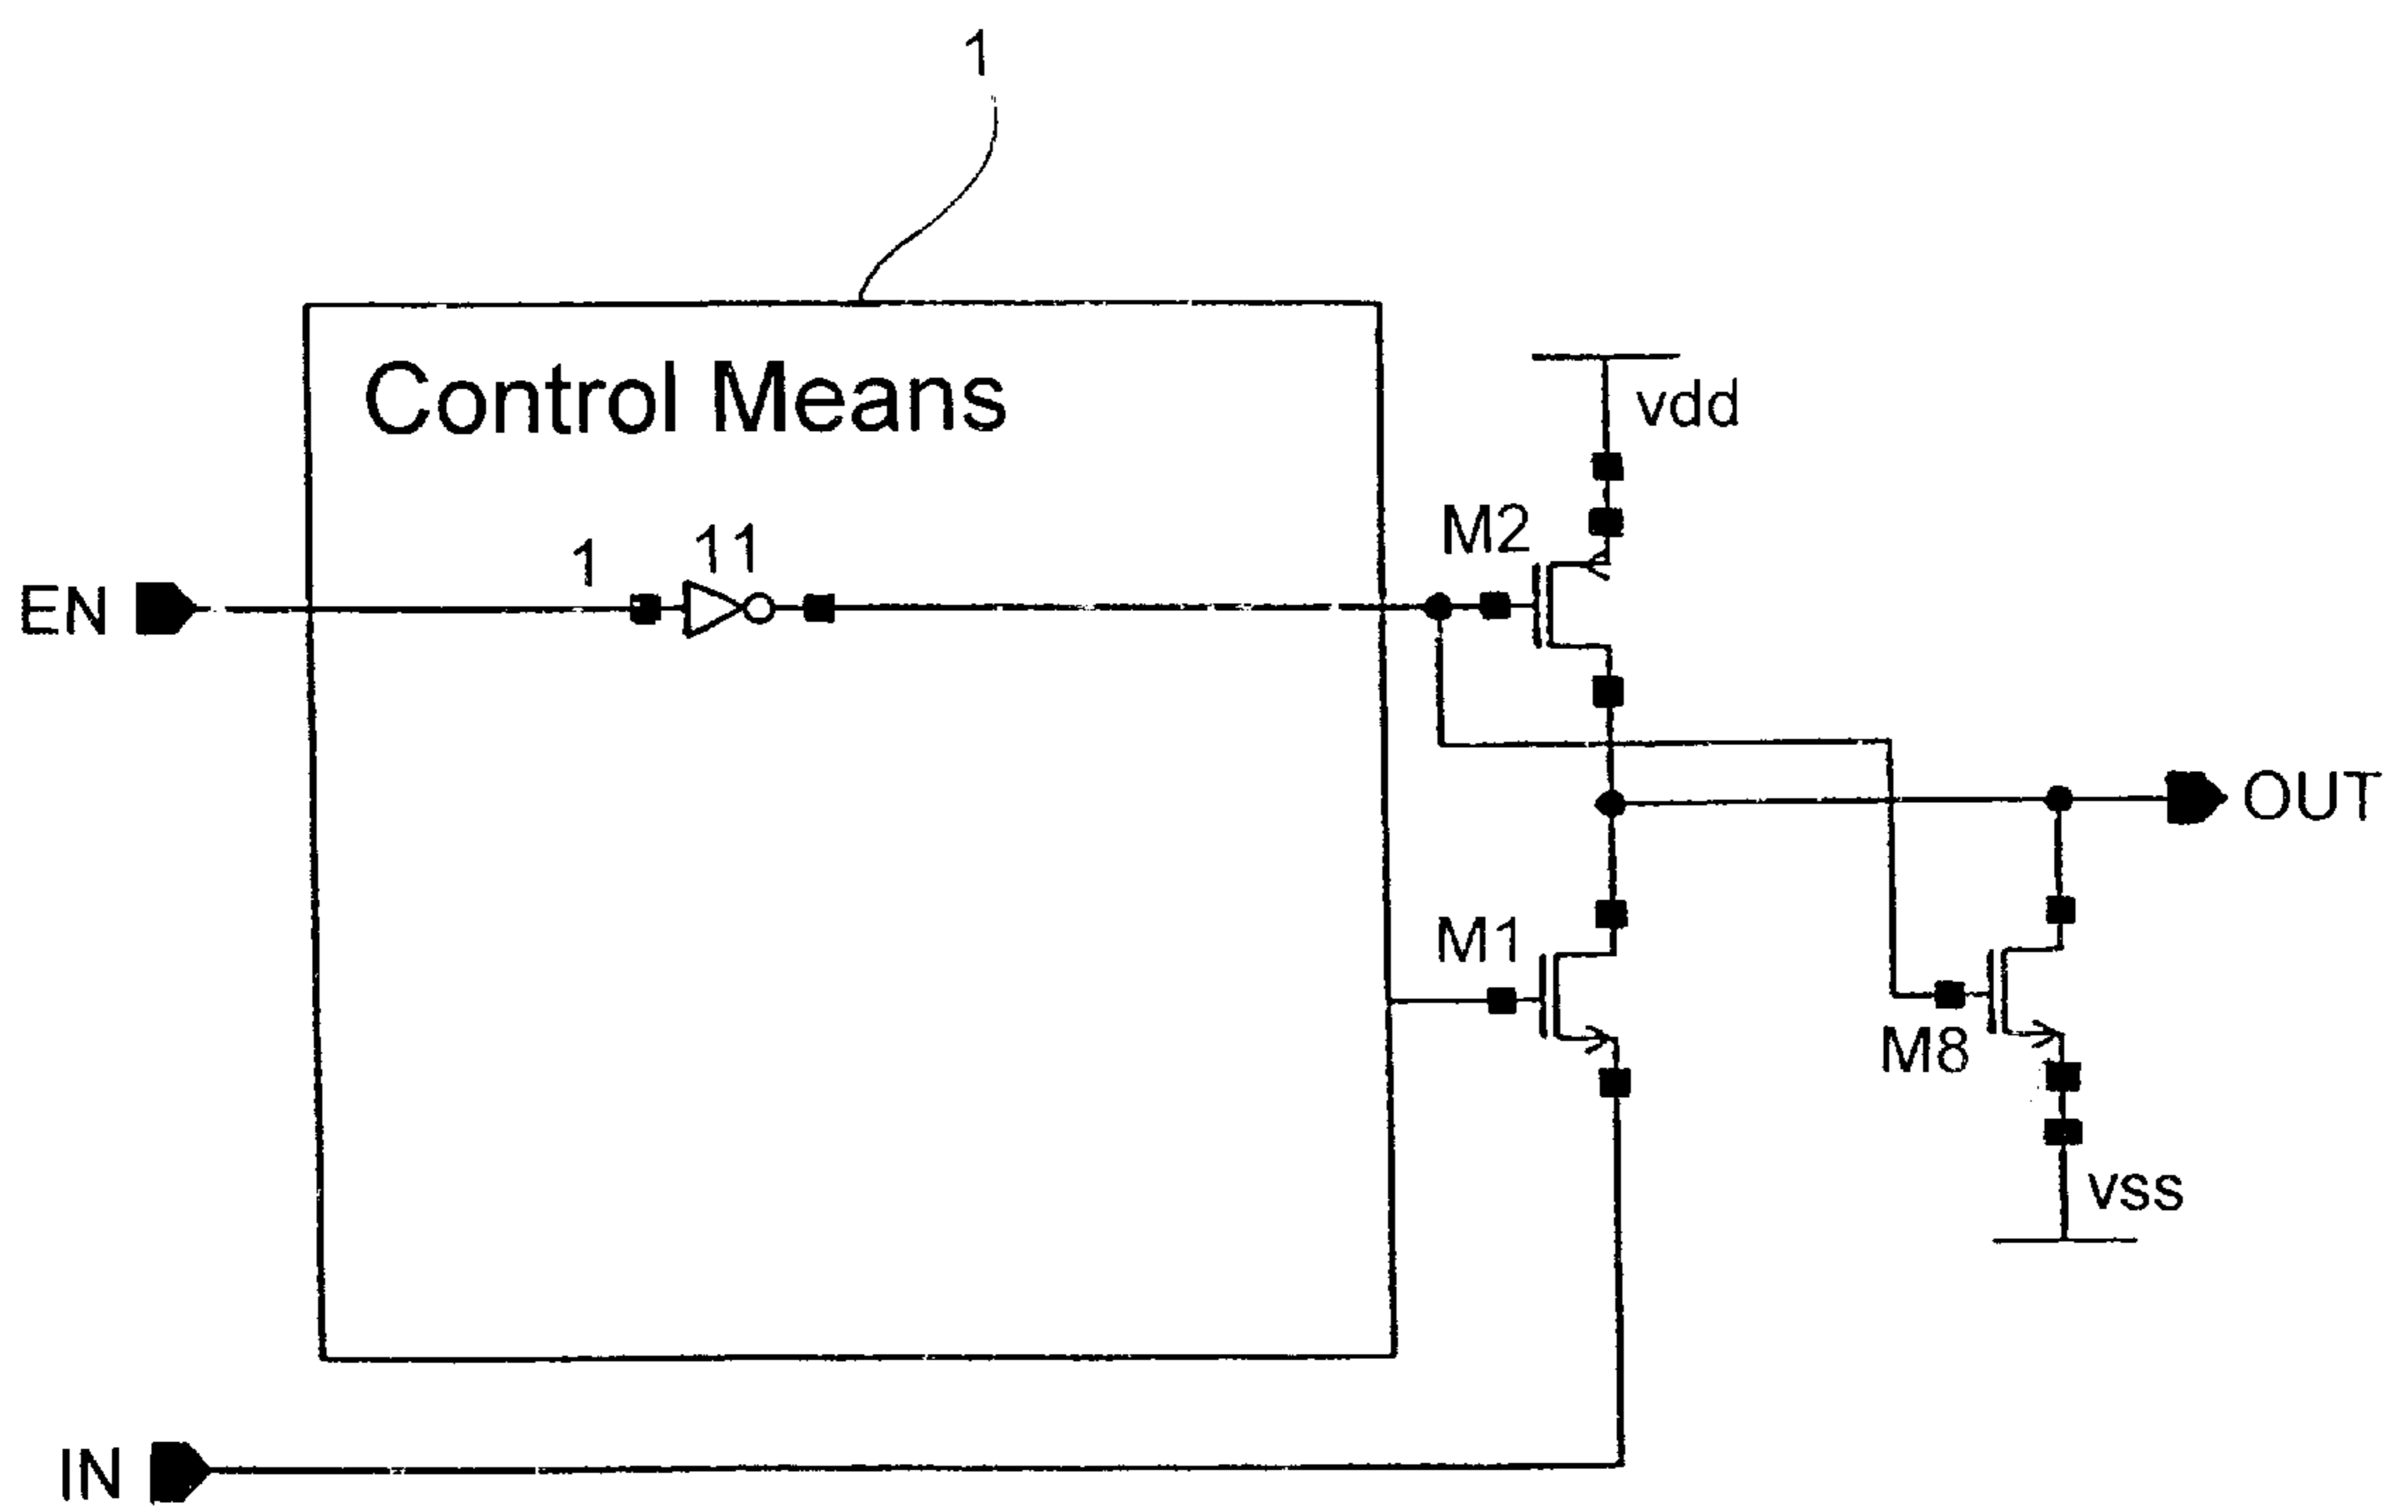 1
Control Means
vdd
M2
1
11
EN
OUT
M1
M8
vss
IN